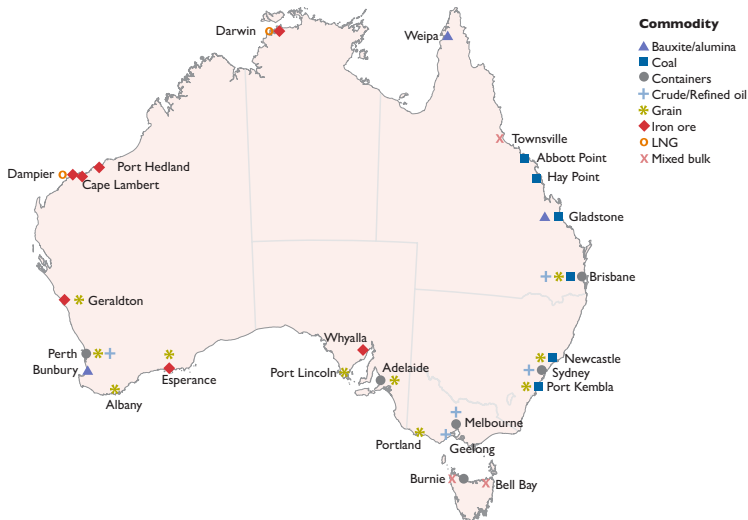 Commodity
Bauxite/alumina
Coal
Containers
Crude/Refined oil
Grain
Iron ore
LNG
Mixed bulk
Darwin
Weipa
Townsville
Abbott Point
Hay Point
Port Hedland
Dampier
Cape Lambert
Gladstone
Brisbane
Geraldton
Whyalla
Perth
Newcastle
Bunbury
Esperance
Port Lincoln
Adelaide
Sydney
Port Kembla
Albany
Melbourne
Portland
Geelong
Burnie
Bell Bay